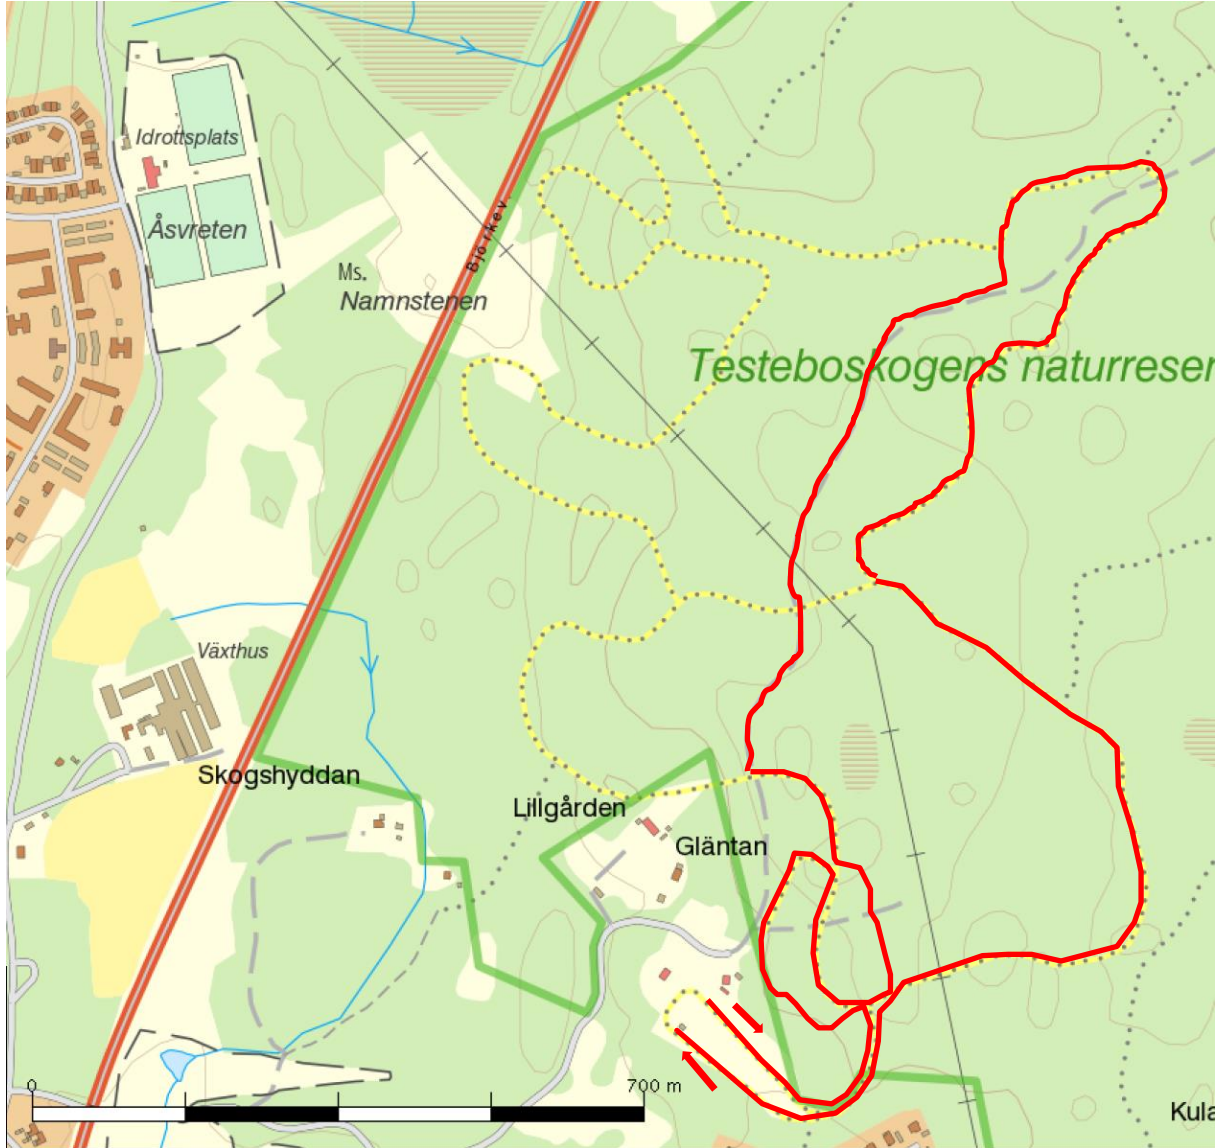 Idrottsplats
Åsvreten
Björkev.
Ms.
Namnstenen
Testeboskogens naturreser
Växthus
Skogshyddan
Lillgården
Gläntan
0
700 m
Kula